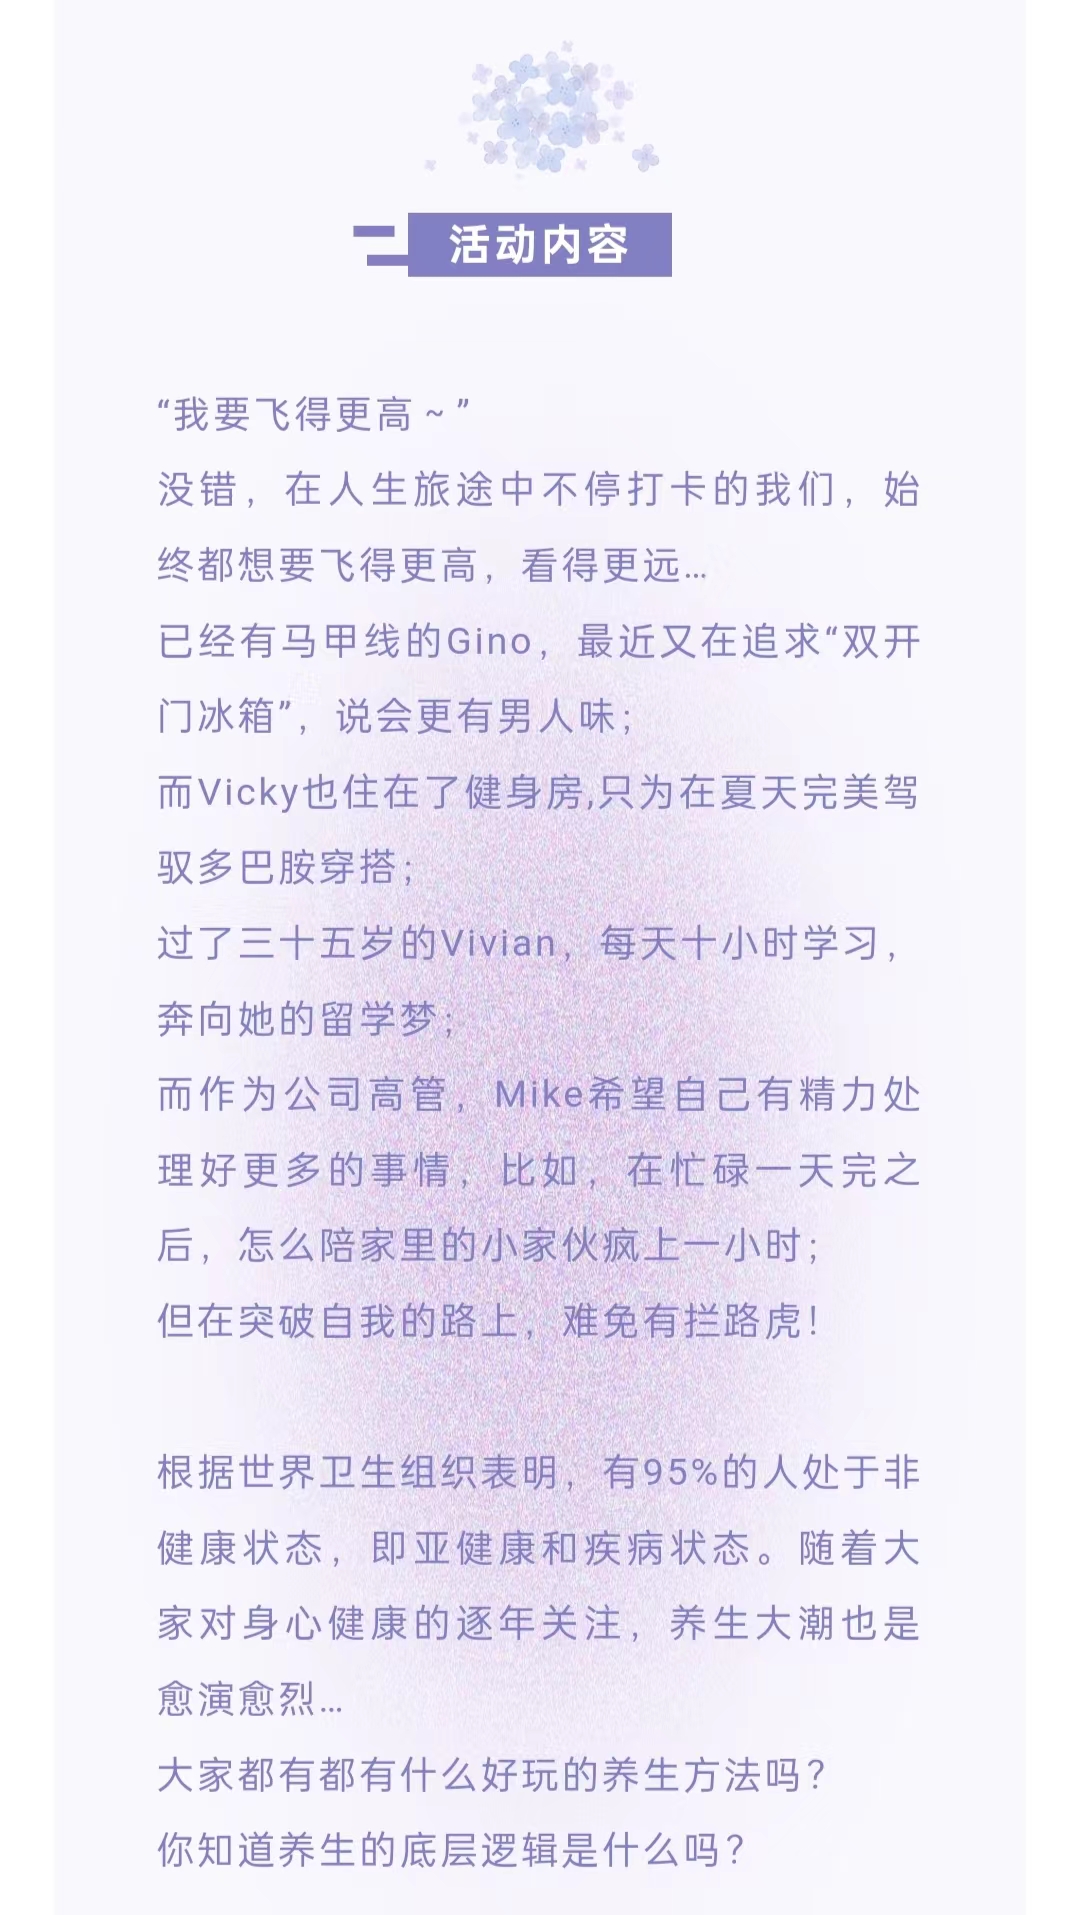 活动内容
“我要飞得更高～”
没错，在人生旅途中不停打卡的我们，始
终都想要飞得更高，看得更远…
已经有马甲线的Gino，最近又在追求“双开
门冰箱”，说会更有男人味；
而Vicky也住在了健身房,只为在夏天完美驾
驭多巴胺穿搭；
过了三十五岁的Vivian，每天十小时学习，
奔向她的留学梦；
而作为公司高管，Mike希望自己有精力处
理好更多的事情，比如，在忙碌一天完之
后，怎么陪家里的小家伙疯上一小时；
但在突破自我的路上，难免有拦路虎！
根据世界卫生组织表明，有95%的人处于非
健康状态，即亚健康和疾病状态。随着大
家对身心健康的逐年关注，养生大潮也是
愈演愈烈…
大家都有都有什么好玩的养生方法吗？
你知道养生的底层逻辑是什么吗？